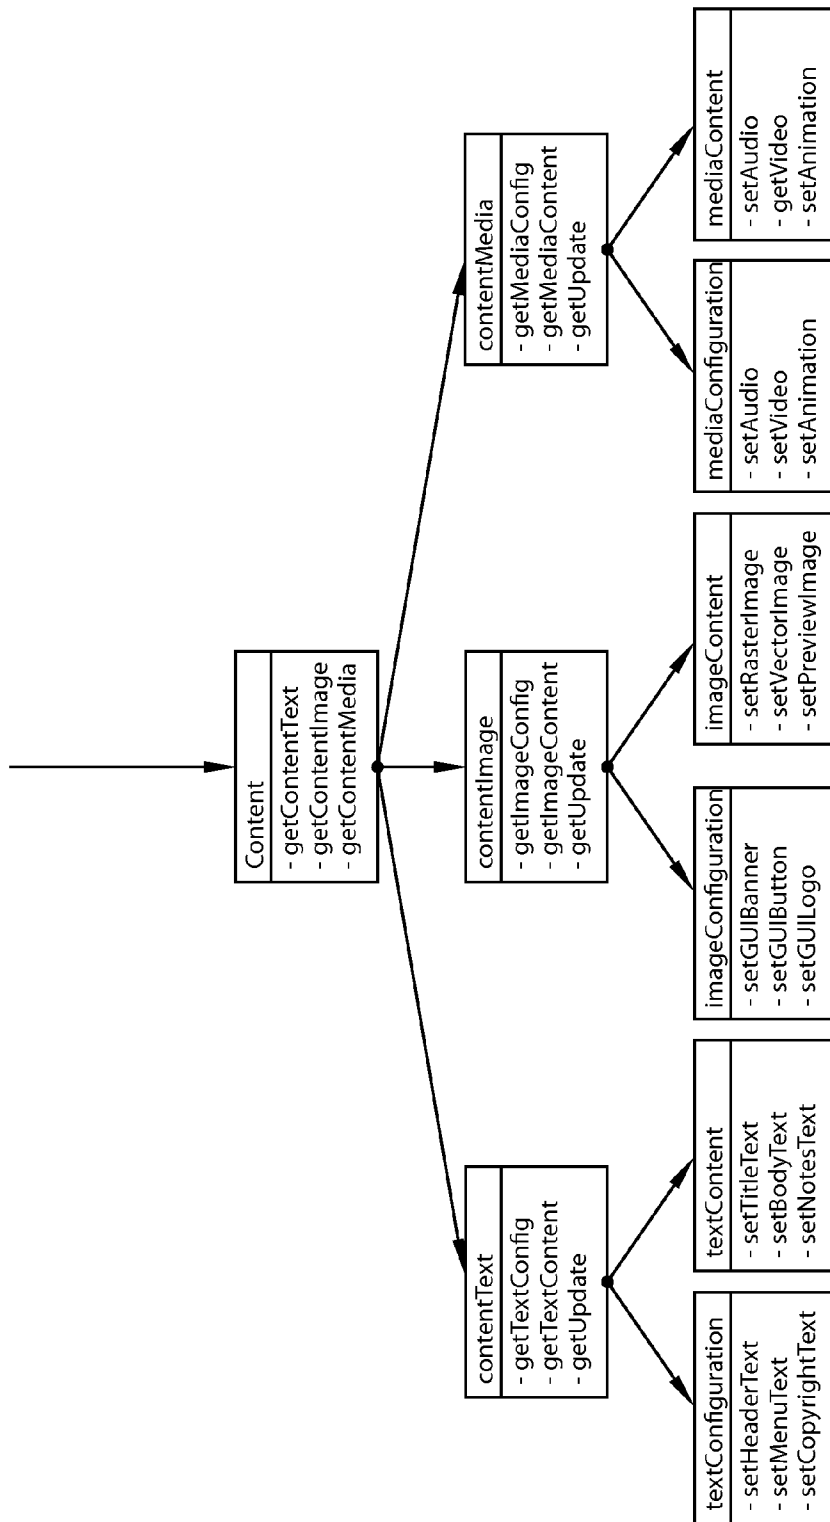 Content
- getContentText
- getContentImage
- getContentMedia
contentText
- getTextConfig
- getTextContent
- getUpdate
contentImage
- getImageConfig
- getImageContent
- getUpdate
contentMedia
- getMediaConfig
- getMediaContent
- getUpdate
textConfiguration
- setHeaderText
- setMenuText
- setCopyrightText
textContent
- setTitleText
- setBodyText
- setNotesText
imageConfiguration
- setGUIBanner
- setGUIButton
- setGUILogo
imageContent
- setRasterImage
- setVectorImage
- setPreviewImage
mediaConfiguration
- setAudio
- setVideo
- setAnimation
mediaContent
- setAudio
- getVideo
- setAnimation